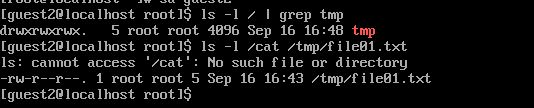 [guest2@localhost root]$ ls -l / | grep tmp
drwxrwxrwx.   5 root root 4096 Sep 16 16:48 tmp
[guest2@localhost root]$ ls -l /cat /tmp/file01.txt
ls: cannot access '/cat': No such file or directory
-rw-r--r--. 1 root root 5 Sep 16 16:43 /tmp/file01.txt
[guest2@localhost root]$